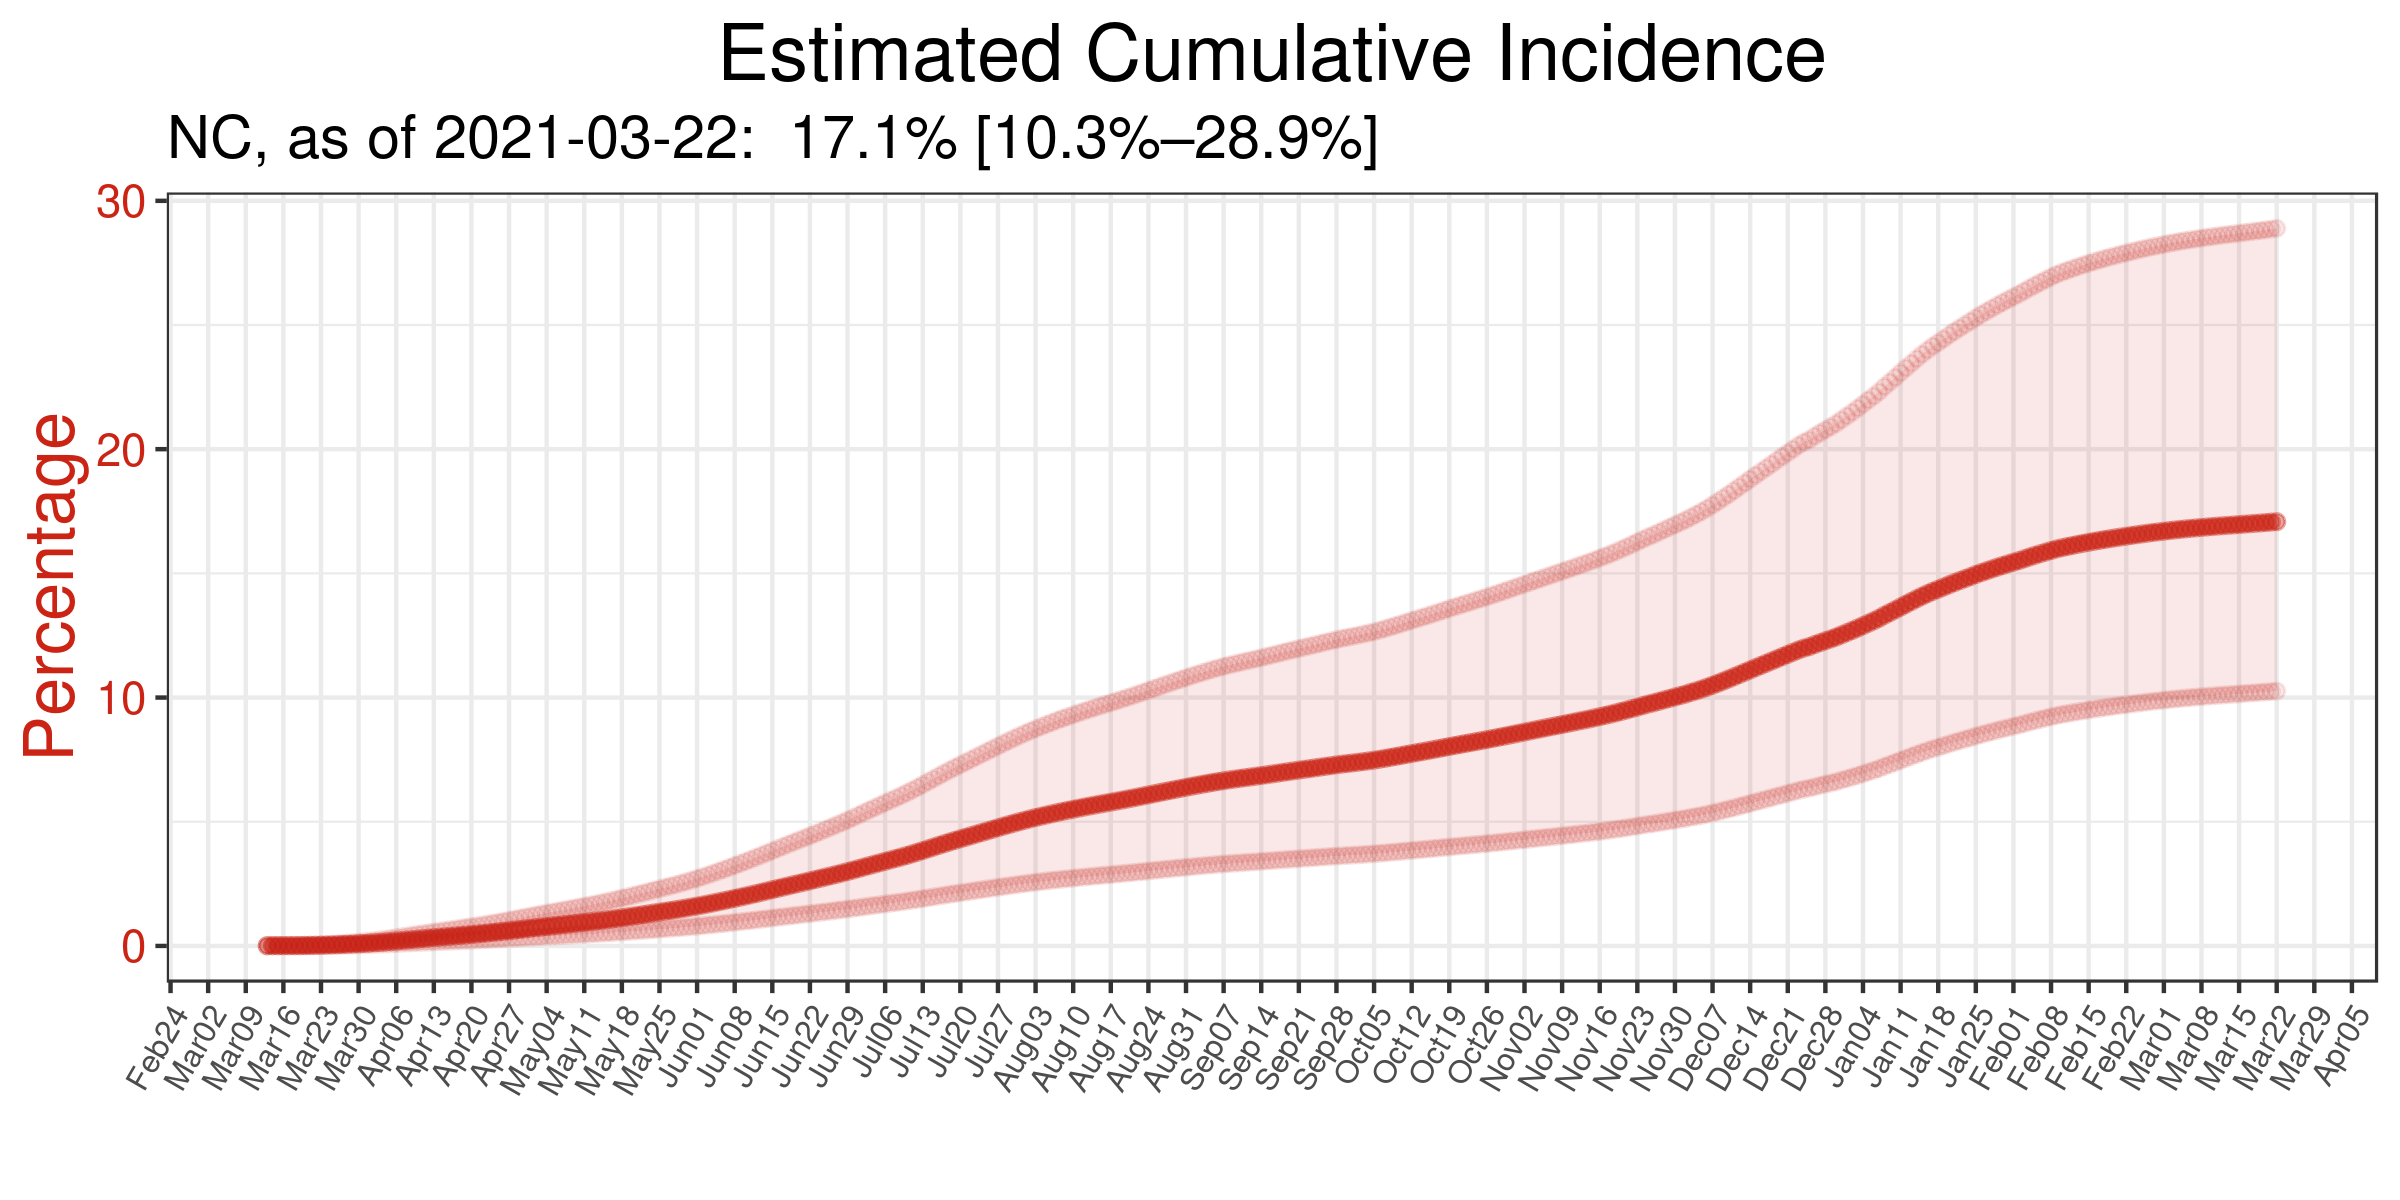 Estimated Cumulative Incidence
NC, as of 2021-03-22:  17.1% [10.3%–28.9%]
Percentage
30
20
10
0
Feb24
Mar02
Mar09
Mar16
Mar23
Mar30
Apr06
Apr13
Apr20
Apr27
May04
May11
May18
May25
Jun01
Jun08
Jun15
Jun22
Jun29
Jul06
Jul13
Jul20
Jul27
Aug03
Aug10
Aug17
Aug24
Aug31
Sep07
Sep14
Sep21
Sep28
Oct05
Oct12
Oct19
Oct26
Nov02
Nov09
Nov16
Nov23
Nov30
Dec07
Dec14
Dec21
Dec28
Jan04
Jan11
Jan18
Jan25
Feb01
Feb08
Feb15
Feb22
Mar01
Mar08
Mar15
Mar22
Mar29
Apr05